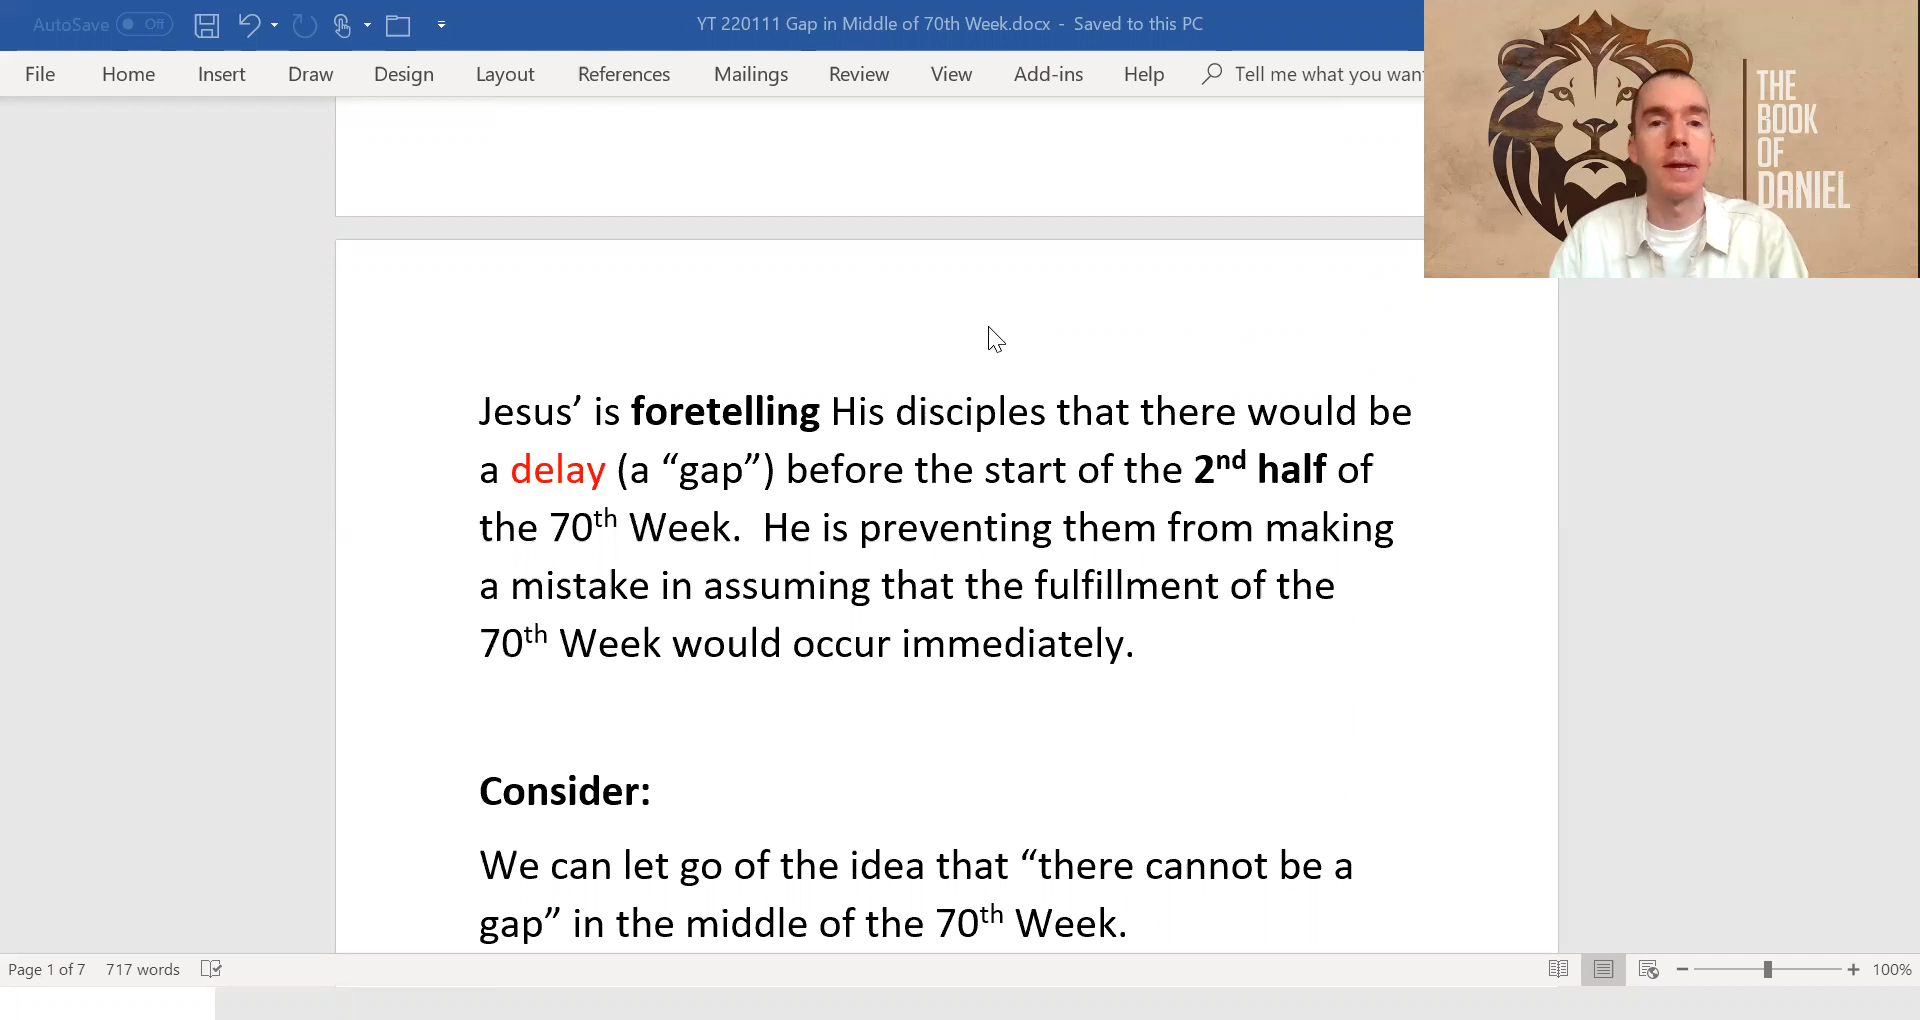 AutoSave Off
YT 220111 Gap in Middle of 70th Week.docx - Saved to this PC
File Home Insert Draw Design Layout References Mailings Review View Add-ins Help Tell me what you wan
THE
BOOK
OF
DANIEL
Jesus’ is foretelling His disciples that there would be
a delay (a “gap”) before the start of the 2nd half of
the 70th Week. He is preventing them from making
a mistake in assuming that the fulfillment of the
70th Week would occur immediately.
Consider:
We can let go of the idea that “there cannot be a
gap” in the middle of the 70th Week.
Page 1 of 7 717 words
100%